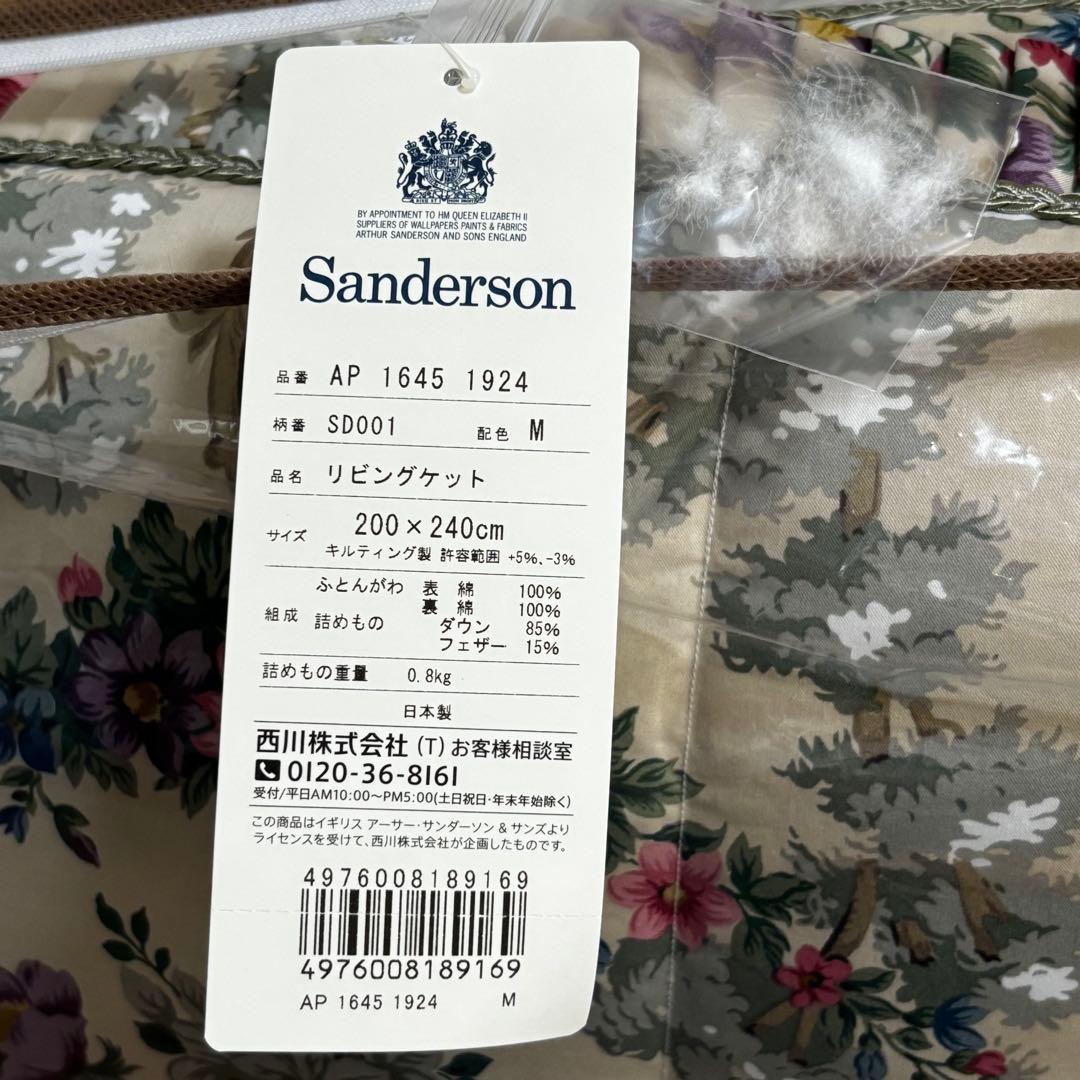 BY APPOINTMENT TO HM QUEEN ELIZABETH II
SUPPLIERS OF WALLPAPERS PAINTS & FABRICS
ARTHUR SANDERSON AND SONS ENGLAND
Sanderson
品番 AP 1645 1924
柄番 SD001 配色 M
品名 リビングケット
サイズ 200×240cm
キルティング製 許容範囲 +5%、-3%
組成 ふとんがわ 表 綿 100%
裏 綿 100%
詰めもの ダウン 85%
フェザー 15%
詰めもの重量 0.8kg
日本製
西川株式会社 (T) お客様相談室
0120-36-8161
受付/平日AM10:00〜PM5:00(土日祝日・年末年始除く)
この商品はイギリス アーサー・サンダーソン & サンズより
ライセンスを受けて、西川株式会社が企画したものです。
4976008189169
4976008189169
AP 1645 1924 M